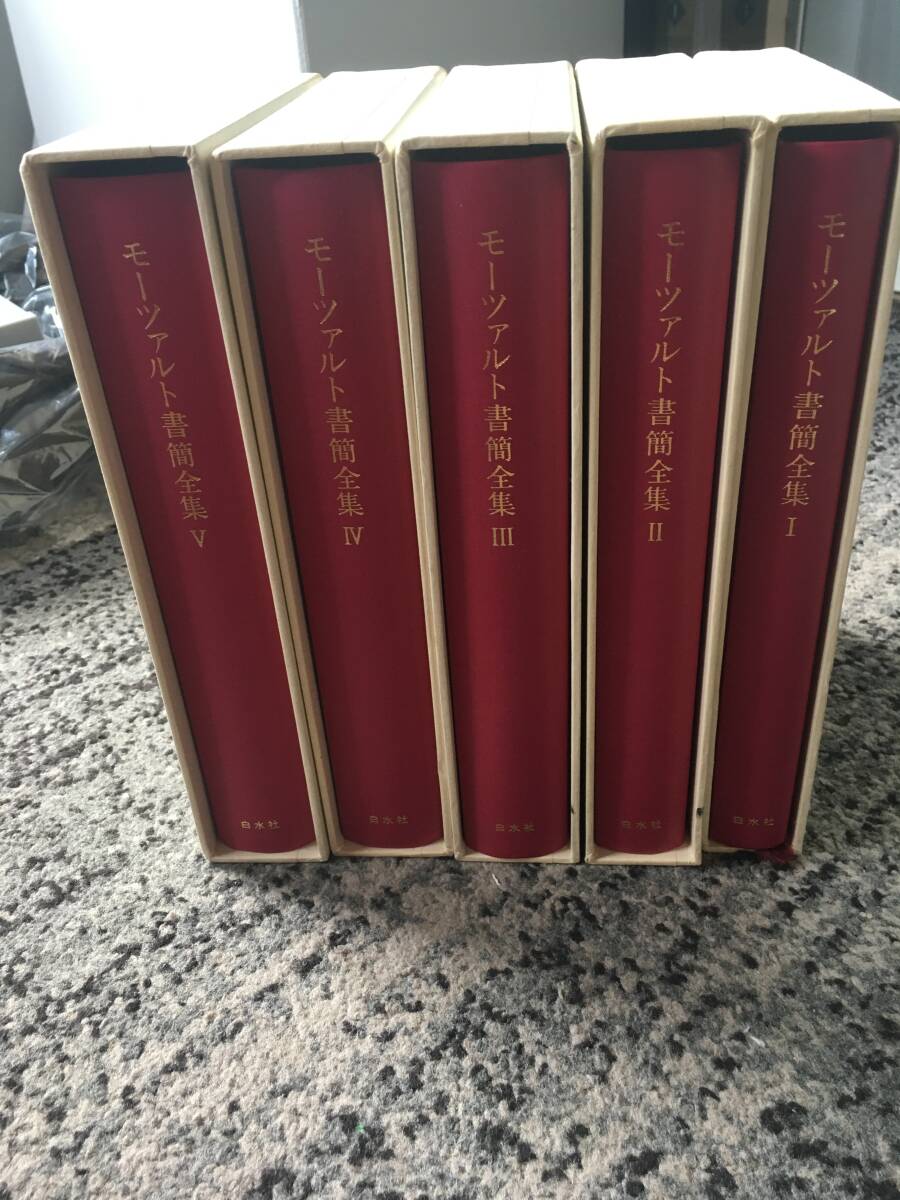 モーツァルト書簡全集 V
白水社
モーツァルト書簡全集 IV
白水社
モーツァルト書簡全集 III
白水社
モーツァルト書簡全集 II
白水社
モーツァルト書簡全集 I
白水社